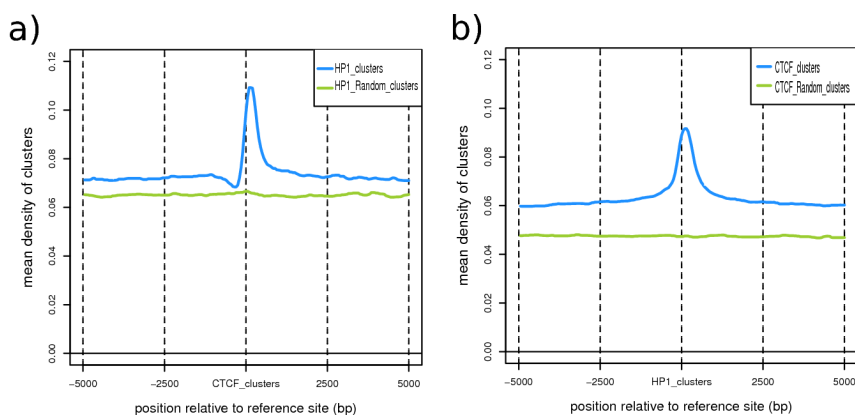 a)
HP1_clusters
HP1_Random_clusters
mean density of clusters
0.12
0.10
0.08
0.06
0.04
0.02
0.00
−5000
−2500
CTCF_clusters
2500
5000
position relative to reference site (bp)
b)
CTCF_clusters
CTCF_Random_clusters
mean density of clusters
0.12
0.10
0.08
0.06
0.04
0.02
0.00
−5000
−2500
HP1_clusters
2500
5000
position relative to reference site (bp)